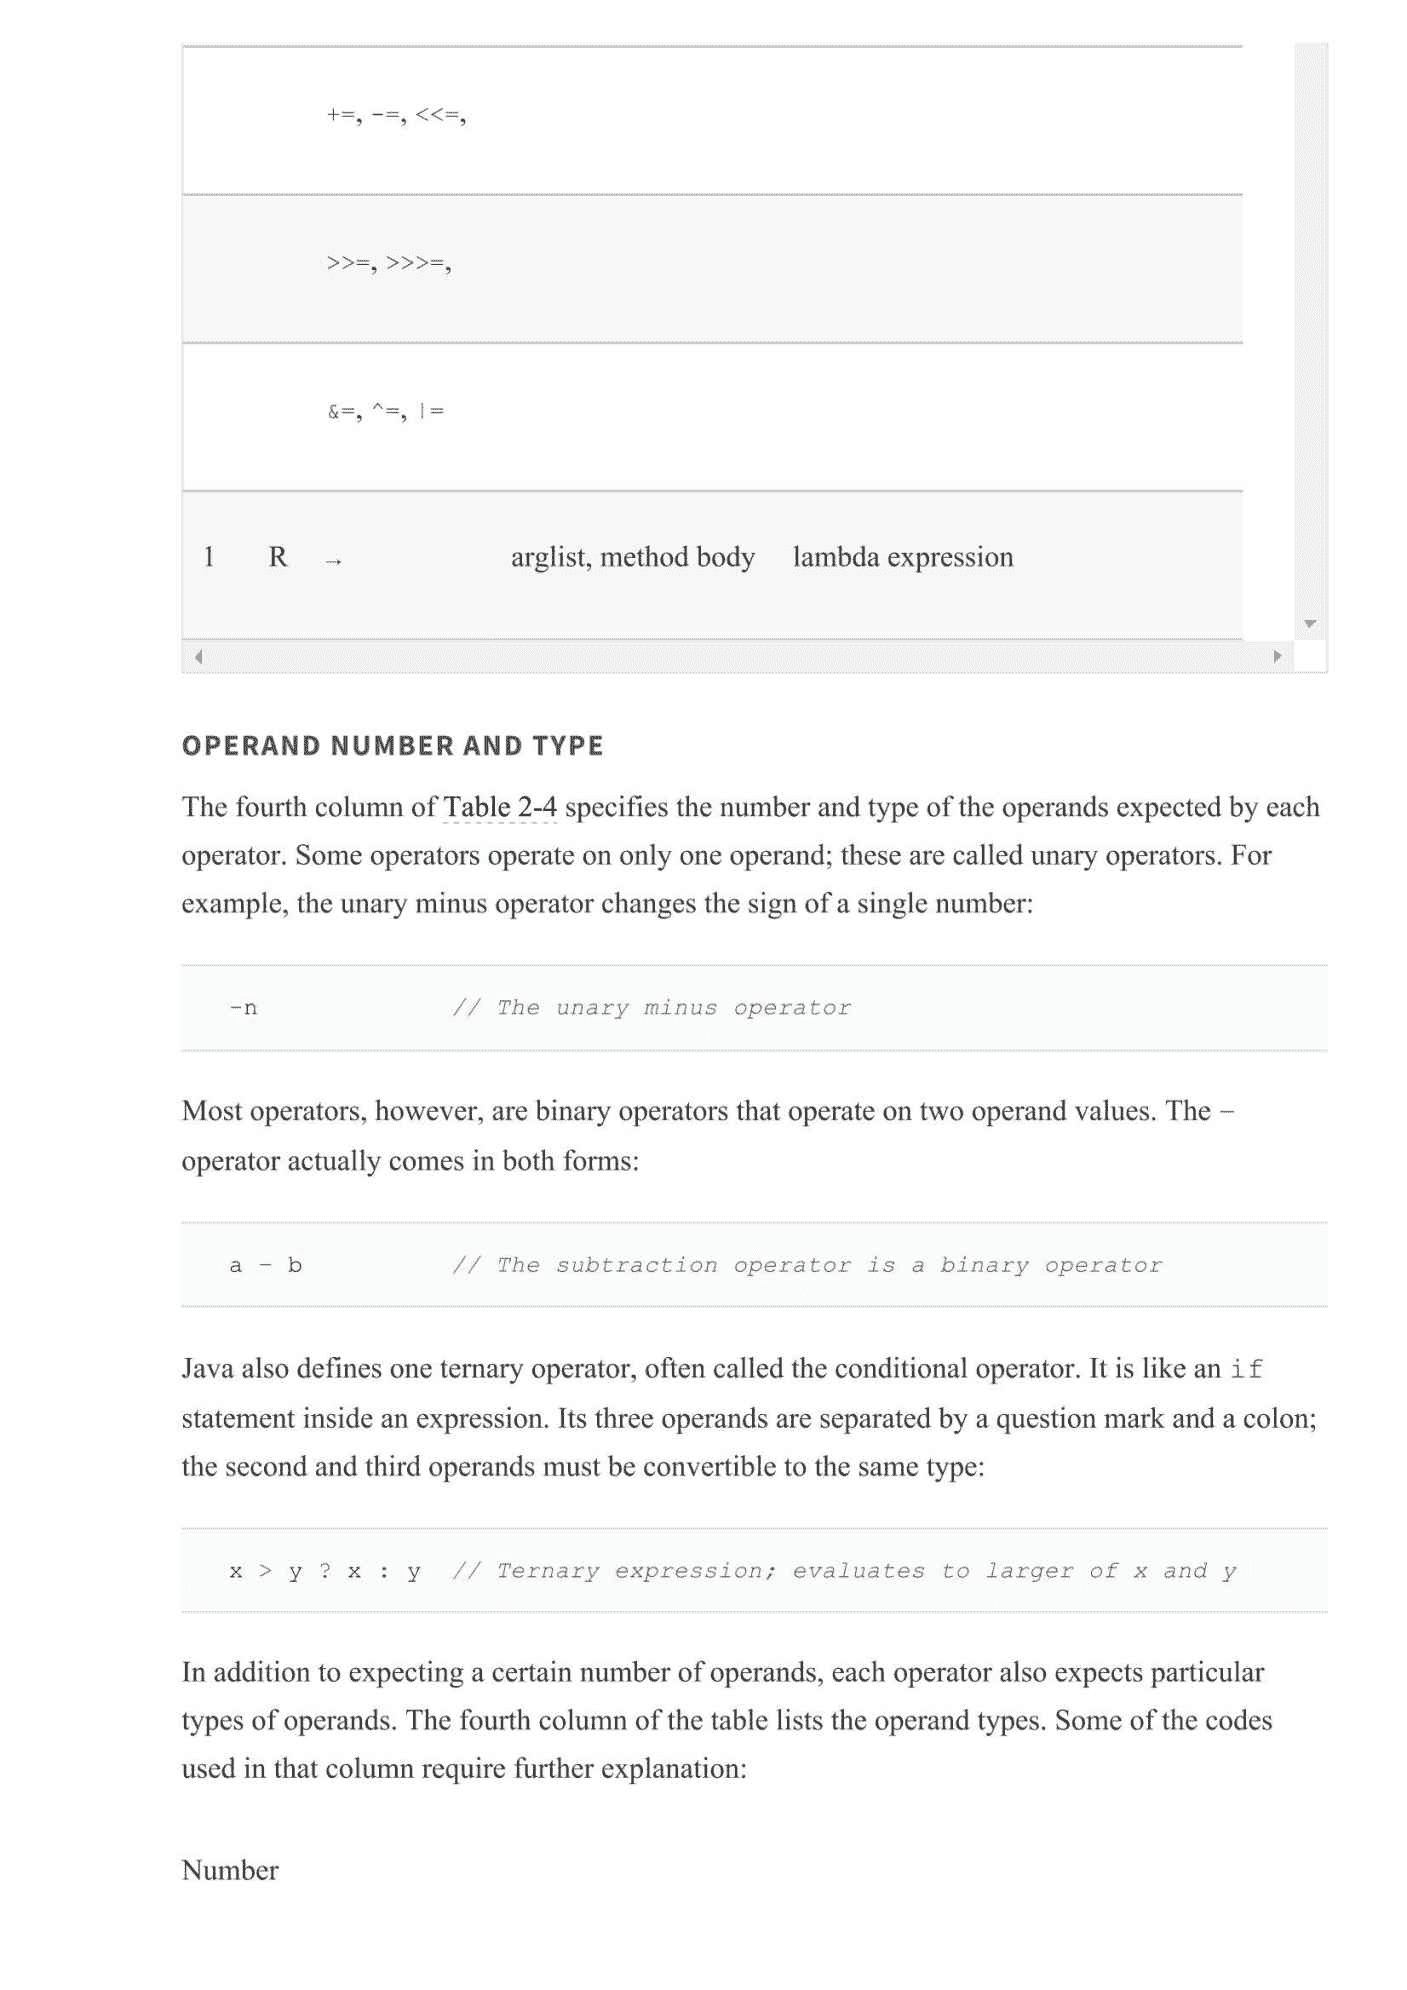 +=, -=, <<=,
>>=, >>>=,
&=, ^=, |=
1 R → arglist, method body lambda expression
OPERAND NUMBER AND TYPE
The fourth column of Table 2-4 specifies the number and type of the operands expected by each
operator. Some operators operate on only one operand; these are called unary operators. For
example, the unary minus operator changes the sign of a single number:
-n // The unary minus operator
Most operators, however, are binary operators that operate on two operand values. The –
operator actually comes in both forms:
a – b // The subtraction operator is a binary operator
Java also defines one ternary operator, often called the conditional operator. It is like an if
statement inside an expression. Its three operands are separated by a question mark and a colon;
the second and third operands must be convertible to the same type:
x > y ? x : y // Ternary expression; evaluates to larger of x and y
In addition to expecting a certain number of operands, each operator also expects particular
types of operands. The fourth column of the table lists the operand types. Some of the codes
used in that column require further explanation:
Number